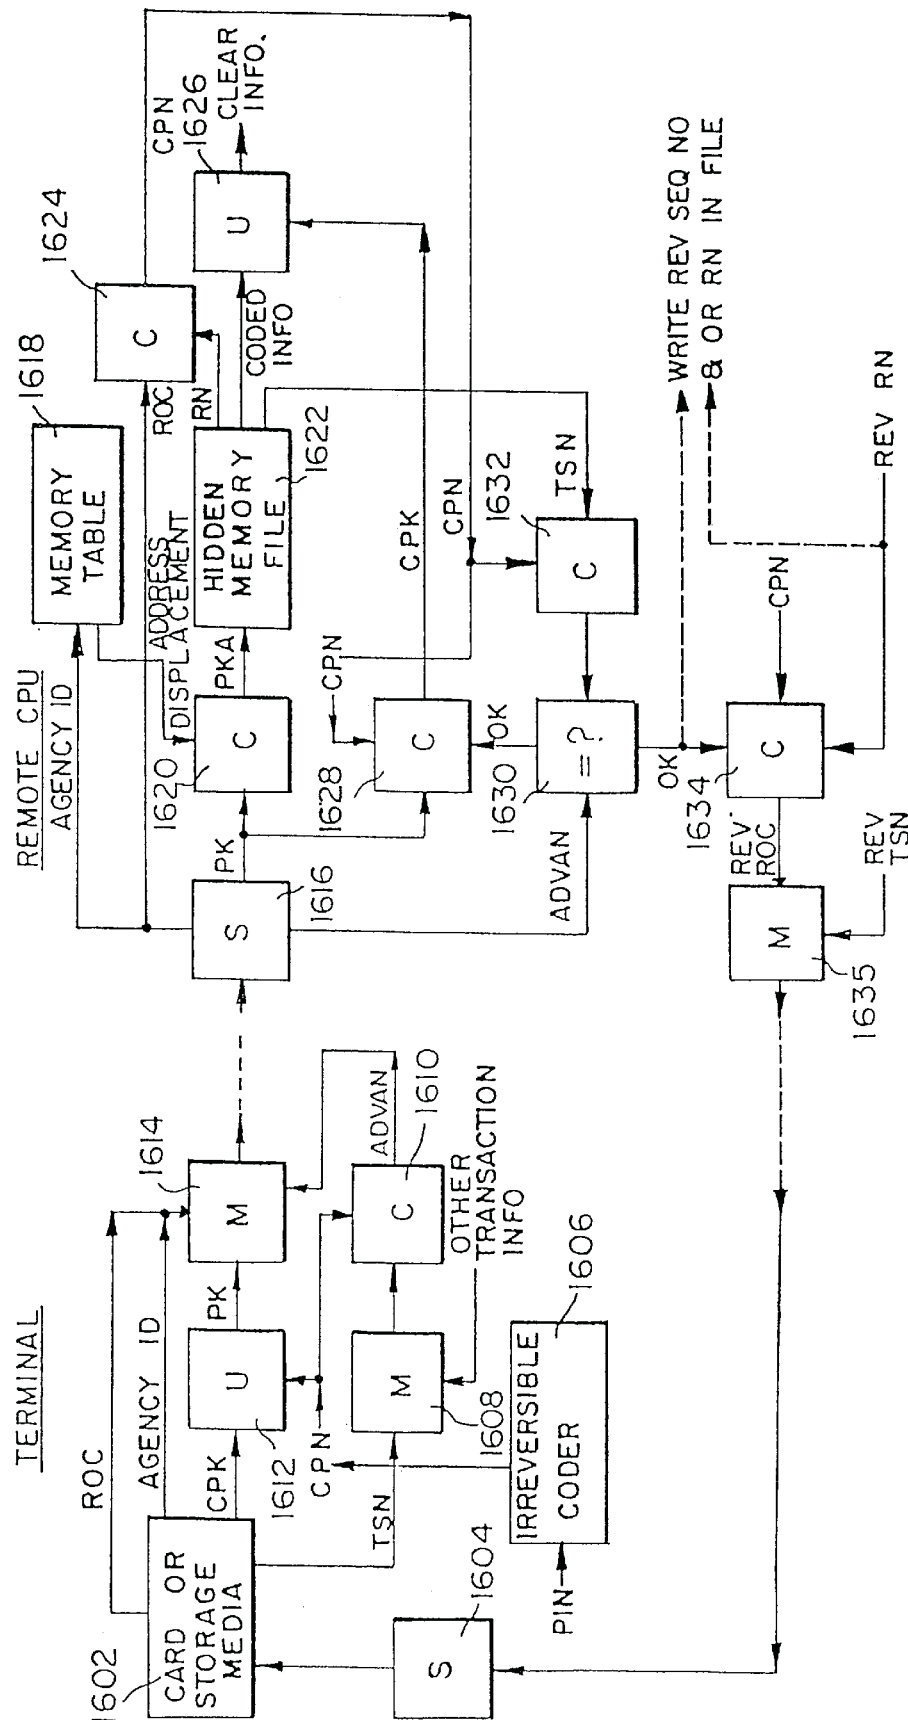 TERMINAL
ROC
AGENCY ID
1602
CARD OR
STORAGE
MEDIA
CPK
U
1612
PK
M
1614
CPN
TSN
M
1608
C
1610
ADVAN
OTHER
TRANSACTION
INFO
S
1604
PIN
IRREVERSIBLE
CODER
1606
REMOTE CPU
AGENCY ID
MEMORY
TABLE
1618
S
1616
PK
1620
C
ADDRESS
DISPLACEMENT
PKA
HIDDEN
MEMORY
FILE
1622
ROC
RN
C
1624
CPN
CODED
INFO
U
1626
CLEAR
INFO.
1628
C
CPN
CPK
CPN
OK
ADVAN
1630
= ?
C
1632
TSN
OK
WRITE REV SEQ NO
& OR RN IN FILE
1634
C
CPN
REV RN
REV
ROC
M
1635
REV
TSN